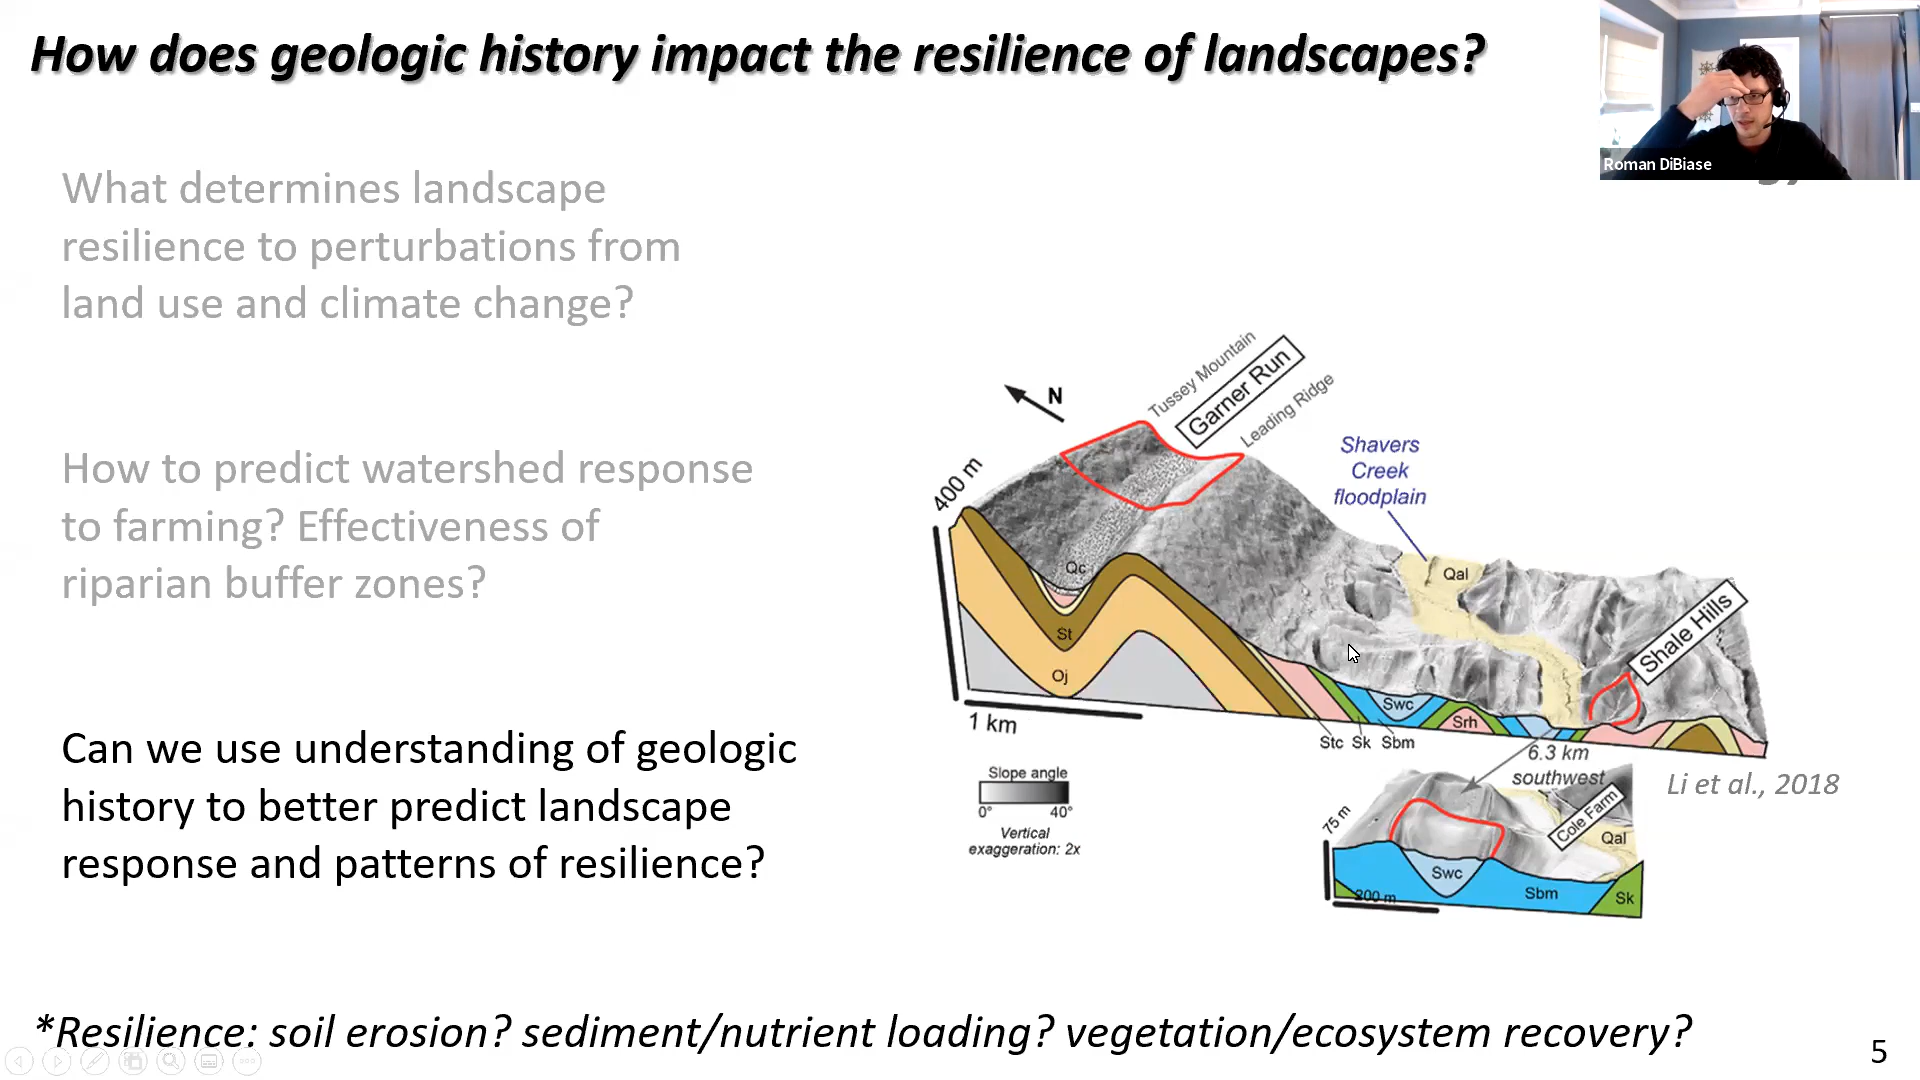 How does geologic history impact the resilience of landscapes?
Roman DiBiase
What determines landscape
resilience to perturbations from
land use and climate change?
How to predict watershed response
to farming? Effectiveness of
riparian buffer zones?
Can we use understanding of geologic
history to better predict landscape
response and patterns of resilience?
N
Tussey Mountain
Garner Run
Leading Ridge
Shavers
Creek
floodplain
400 m
Qc
Qal
St
Oj
Shale Hills
1 km
Swc
Srh
Stc Sk Sbm
6.3 km
southwest
Li et al., 2018
Slope angle
0° 40°
Vertical
exaggeration: 2x
75 m
Cole Farm
Qal
Swc
Sbm
Sk
200 m
*Resilience: soil erosion? sediment/nutrient loading? vegetation/ecosystem recovery?
5